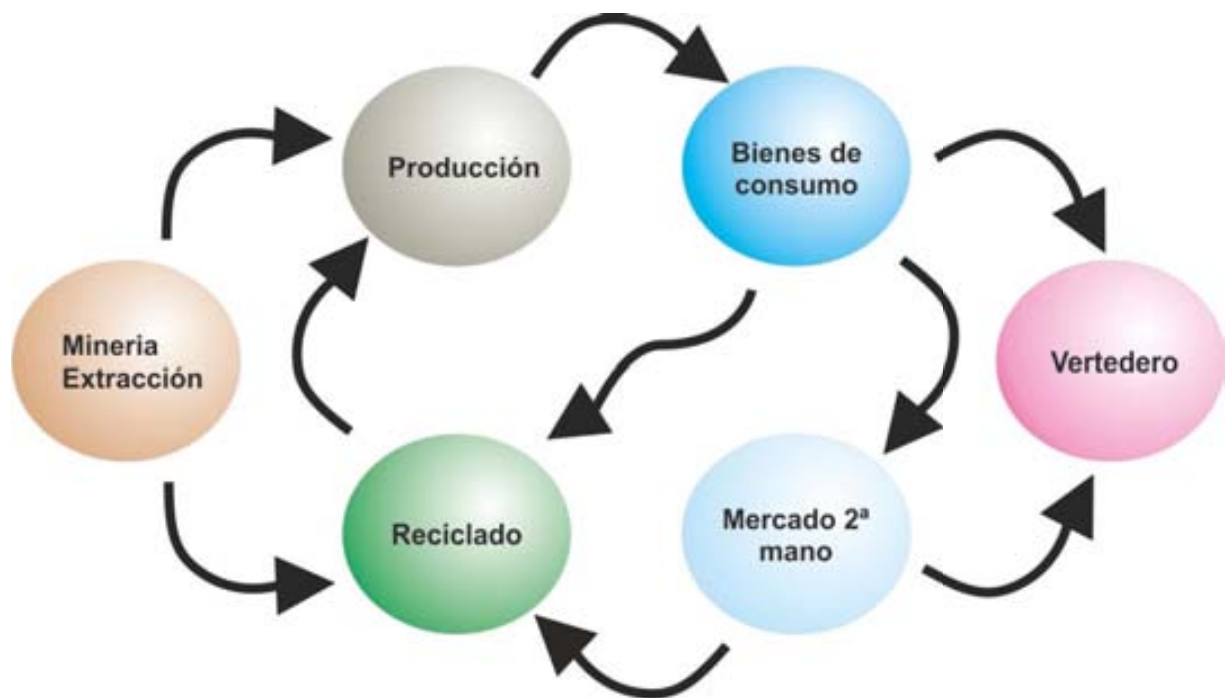 Producción
Bienes de
consumo
Mineria
Extracción
Vertedero
Reciclado
Mercado 2ª
mano